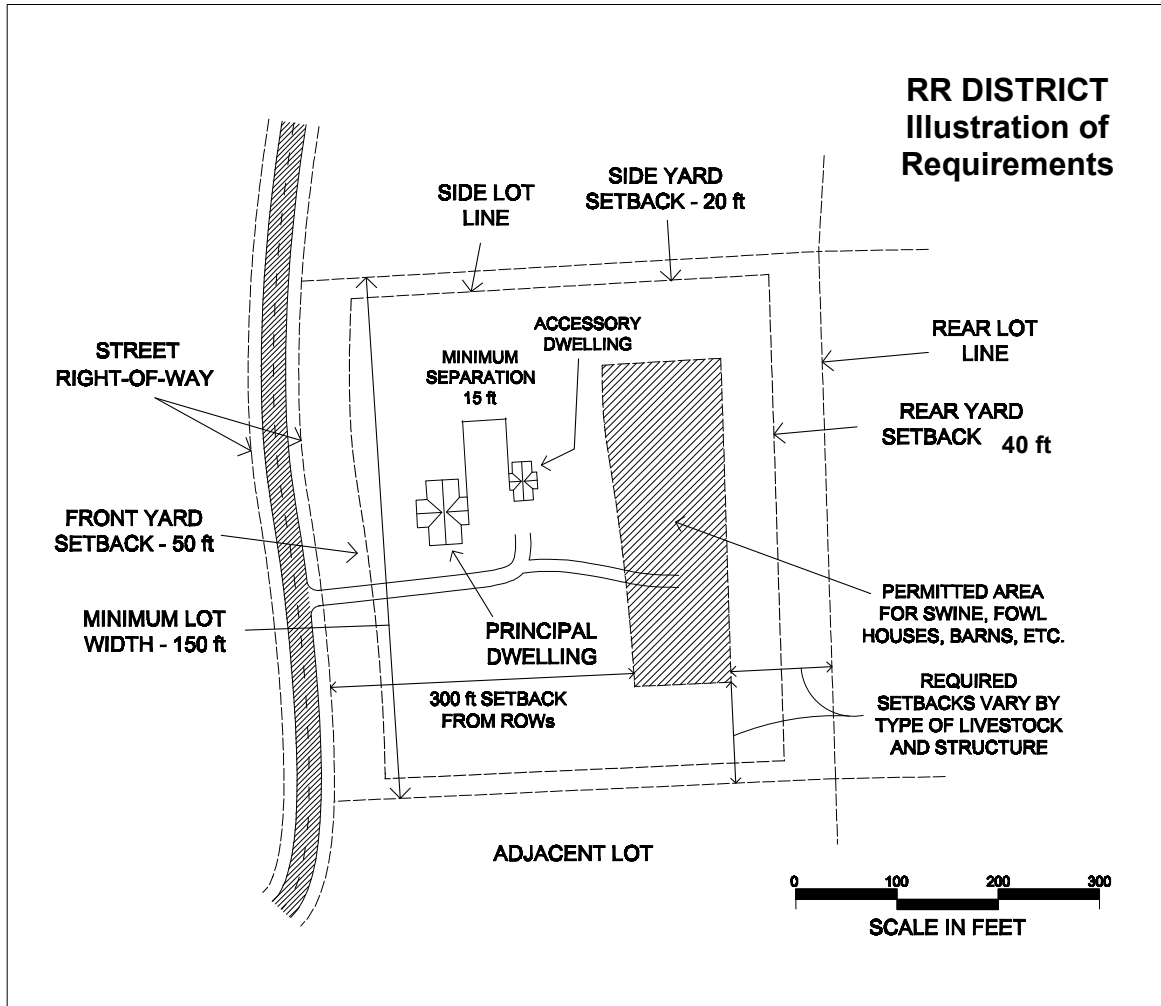 RR DISTRICT
Illustration of
Requirements
SIDE YARD
SETBACK - 20 ft
SIDE LOT
LINE
ACCESSORY
DWELLING
REAR LOT
LINE
STREET
RIGHT-OF-WAY
MINIMUM
SEPARATION
15 ft
REAR YARD
SETBACK 40 ft
FRONT YARD
SETBACK - 50 ft
PERMITTED AREA
FOR SWINE, FOWL
HOUSES, BARNS, ETC.
MINIMUM LOT
WIDTH - 150 ft
PRINCIPAL
DWELLING
300 ft SETBACK
FROM ROWs
REQUIRED
SETBACKS VARY BY
TYPE OF LIVESTOCK
AND STRUCTURE
ADJACENT LOT
0 100 200 300
SCALE IN FEET